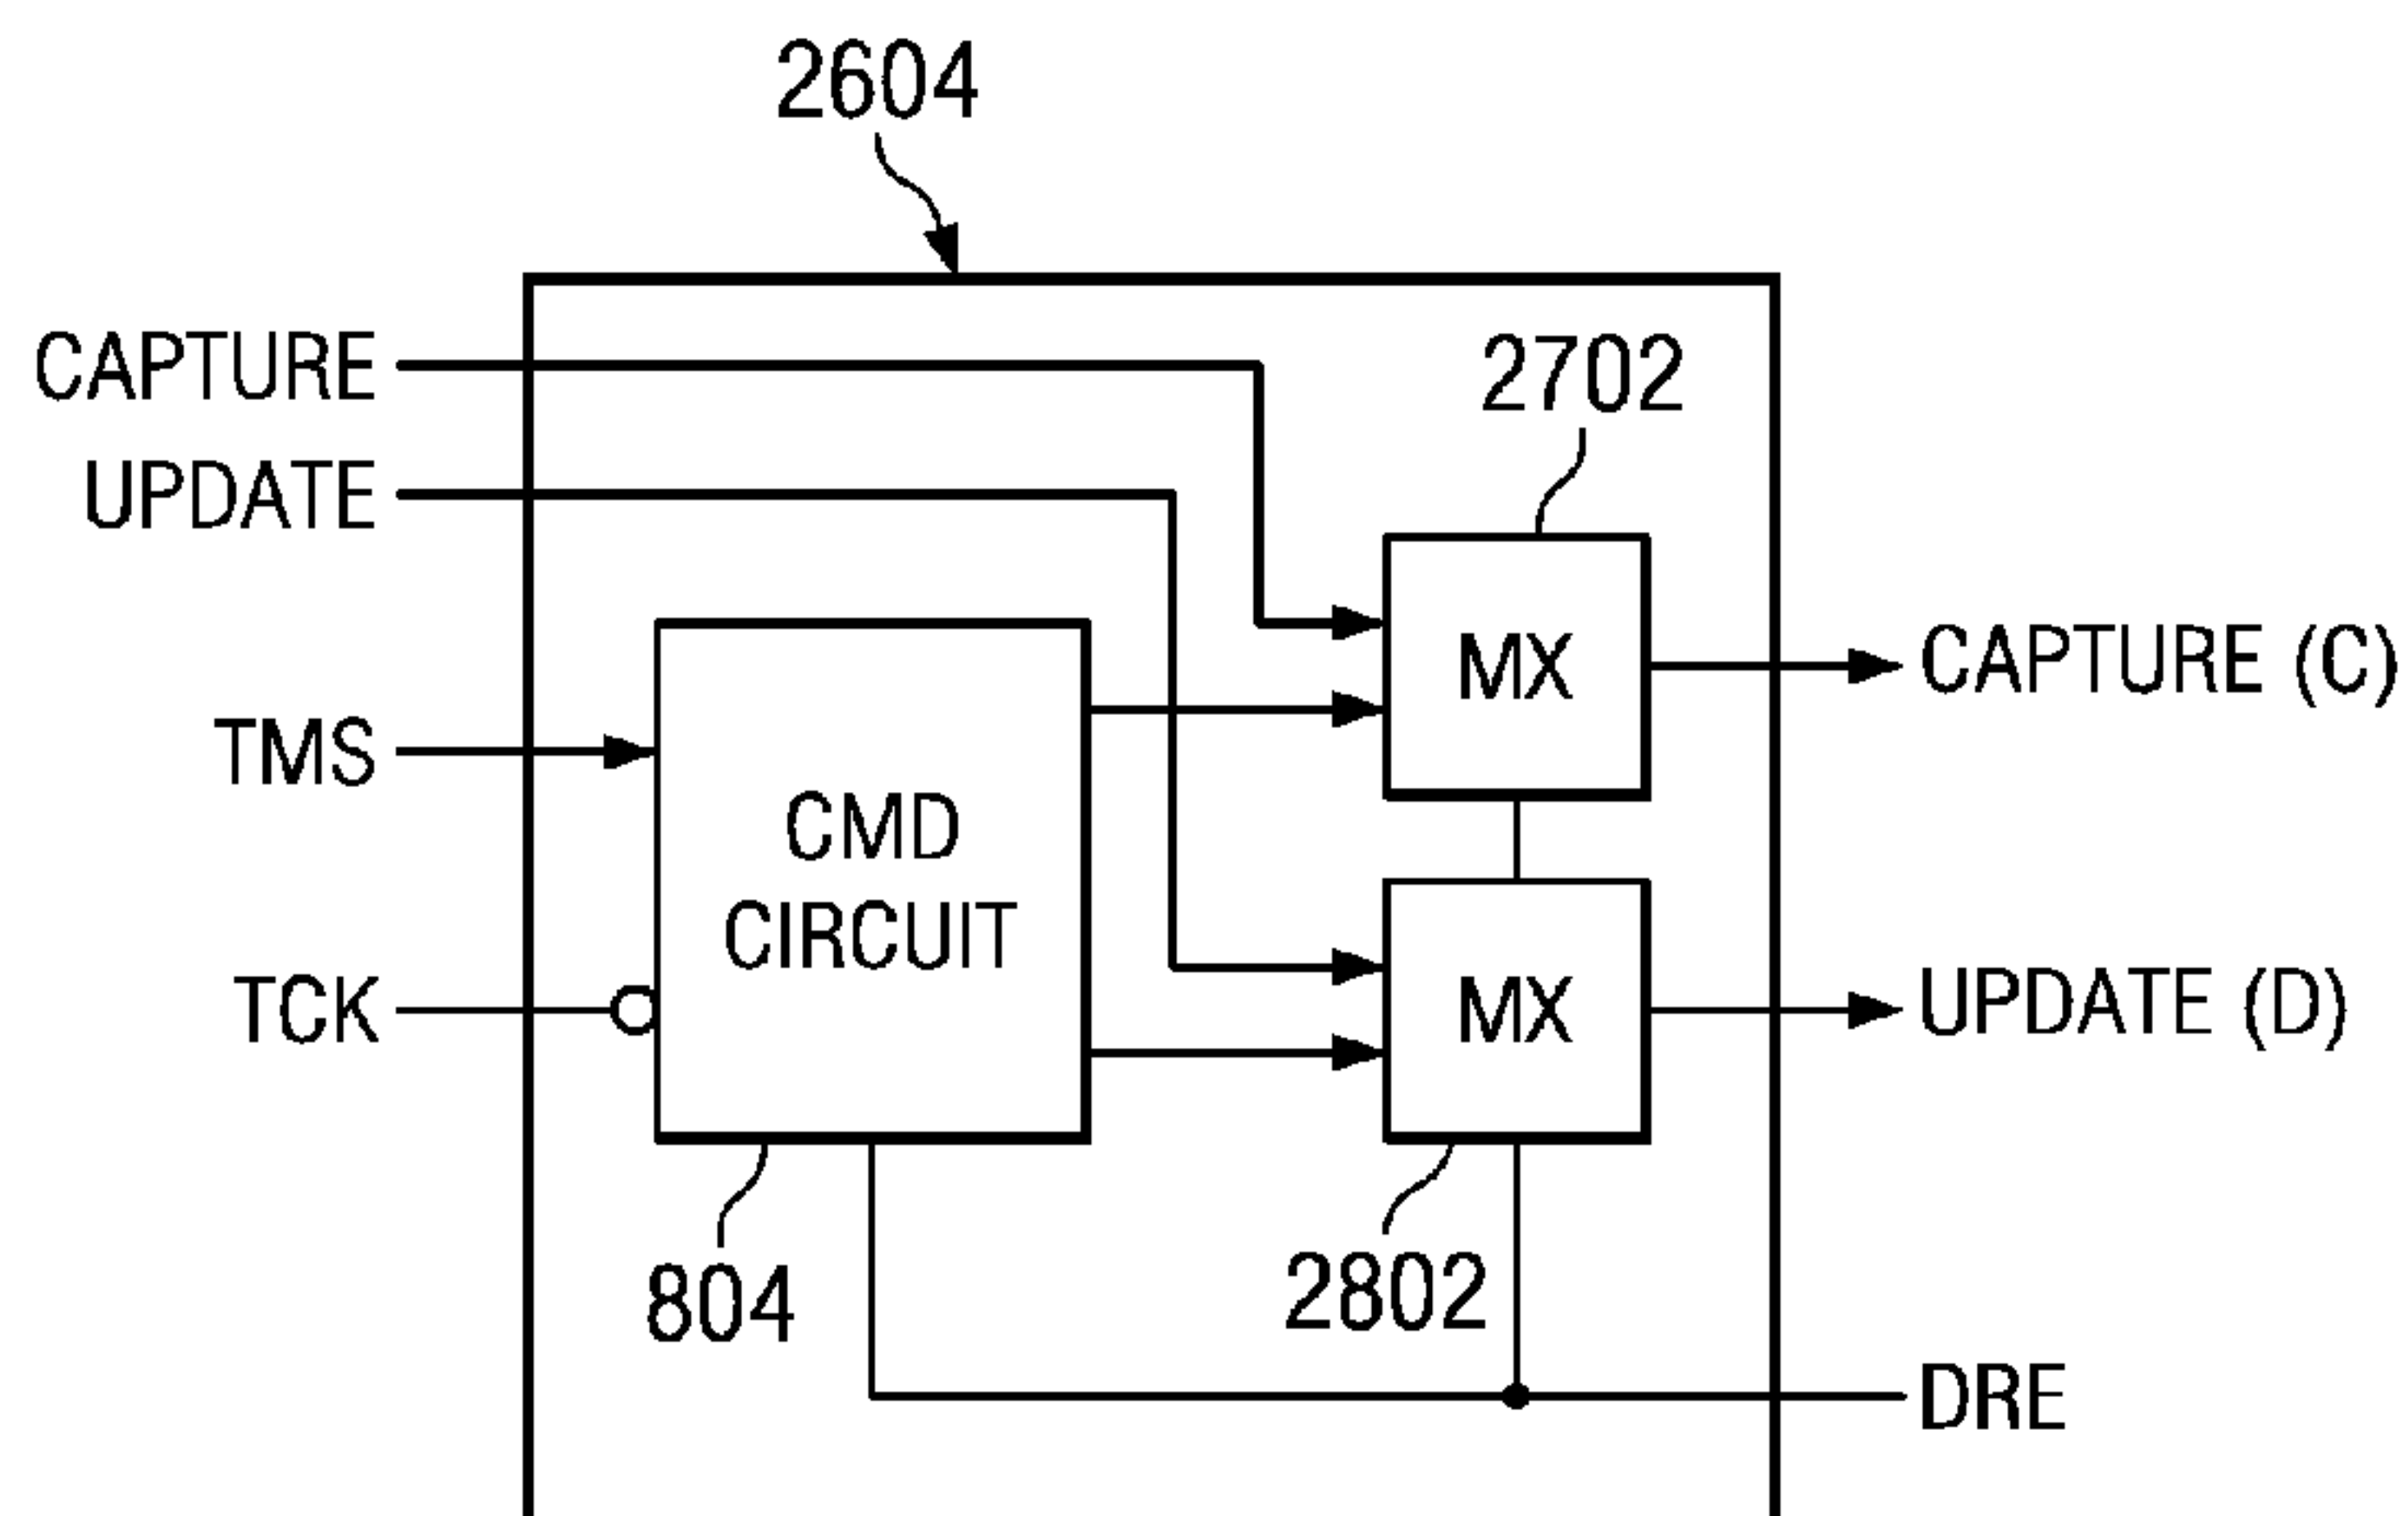 2604
CAPTURE
2702
UPDATE
MX
CAPTURE (C)
TMS
CMD
CIRCUIT
TCK
MX
UPDATE (D)
804
2802
DRE